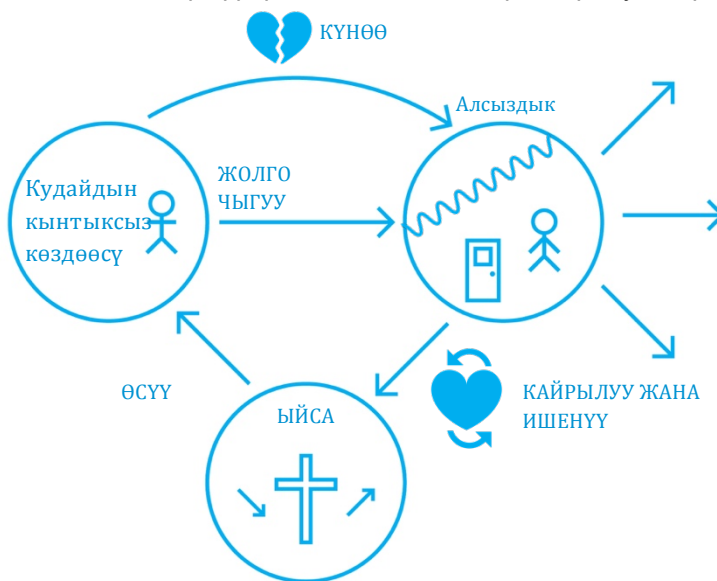 КҮНӨӨ
Алсыздык
ЖОЛГО
ЧЫГУУ
Кудайдын
кынтыксыз
көздөөсү
ӨСҮҮ
ЫЙСА
КАЙРЫЛУУ ЖАНА
ИШЕНҮҮ